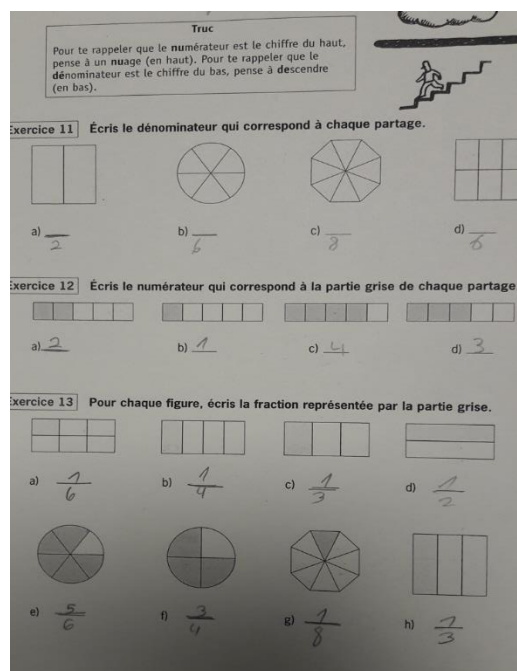 Truc
Pour te rappeler que le numérateur est le chiffre du haut,
pense à un nuage (en haut). Pour te rappeler que le
dénominateur est le chiffre du bas, pense à descendre
(en bas).
Exercice 11 Écris le dénominateur qui correspond à chaque partage.
a) 2 b) 6 c) 8 d) 6
Exercice 12 Écris le numérateur qui correspond à la partie grise de chaque partage
a) 2 b) 1 c) 4 d) 3
Exercice 13 Pour chaque figure, écris la fraction représentée par la partie grise.
a) 1/6 b) 1/4 c) 1/3 d) 1/2
e) 5/6 f) 3/4 g) 1/8 h) 1/3